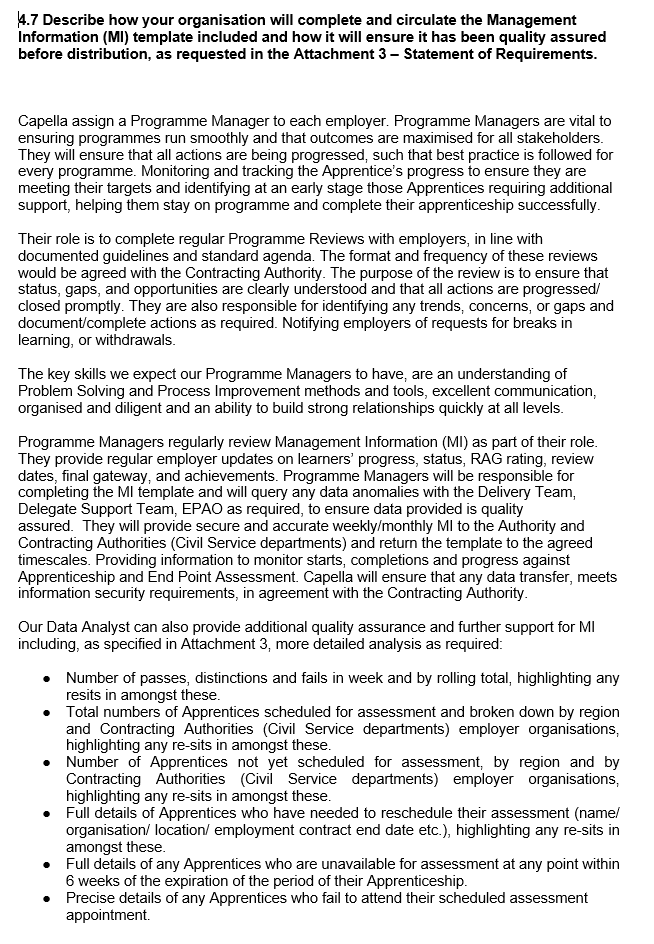 4.7 Describe how your organisation will complete and circulate the Management
Information (MI) template included and how it will ensure it has been quality assured
before distribution, as requested in the Attachment 3 – Statement of Requirements.
Capella assign a Programme Manager to each employer. Programme Managers are vital to
ensuring programmes run smoothly and that outcomes are maximised for all stakeholders.
They will ensure that all actions are being progressed, such that best practice is followed for
every programme. Monitoring and tracking the Apprentice's progress to ensure they are
meeting their targets and identifying at an early stage those Apprentices requiring additional
support, helping them stay on programme and complete their apprenticeship successfully.
Their role is to complete regular Programme Reviews with employers, in line with
documented guidelines and standard agenda. The format and frequency of these reviews
would be agreed with the Contracting Authority. The purpose of the review is to ensure that
status, gaps, and opportunities are clearly understood and that all actions are progressed/
closed promptly. They are also responsible for identifying any trends, concerns, or gaps and
document/complete actions as required. Notifying employers of requests for breaks in
learning, or withdrawals.
The key skills we expect our Programme Managers to have, are an understanding of
Problem Solving and Process Improvement methods and tools, excellent communication,
organised and diligent and an ability to build strong relationships quickly at all levels.
Programme Managers regularly review Management Information (MI) as part of their role.
They provide regular employer updates on learners' progress, status, RAG rating, review
dates, final gateway, and achievements. Programme Managers will be responsible for
completing the MI template and will query any data anomalies with the Delivery Team,
Delegate Support Team, EPAO as required, to ensure data provided is quality
assured.  They will provide secure and accurate weekly/monthly MI to the Authority and
Contracting Authorities (Civil Service departments) and return the template to the agreed
timescales. Providing information to monitor starts, completions and progress against
Apprenticeship and End Point Assessment. Capella will ensure that any data transfer, meets
information security requirements, in agreement with the Contracting Authority.
Our Data Analyst can also provide additional quality assurance and further support for MI
including, as specified in Attachment 3, more detailed analysis as required:
● Number of passes, distinctions and fails in week and by rolling total, highlighting any
resits in amongst these.
● Total numbers of Apprentices scheduled for assessment and broken down by region
and Contracting Authorities (Civil Service departments) employer organisations,
highlighting any re-sits in amongst these.
● Number of Apprentices not yet scheduled for assessment, by region and by
Contracting Authorities (Civil Service departments) employer organisations,
highlighting any re-sits in amongst these.
● Full details of Apprentices who have needed to reschedule their assessment (name/
organisation/ location/ employment contract end date etc.), highlighting any re-sits in
amongst these.
● Full details of any Apprentices who are unavailable for assessment at any point within
6 weeks of the expiration of the period of their Apprenticeship.
● Precise details of any Apprentices who fail to attend their scheduled assessment
appointment.